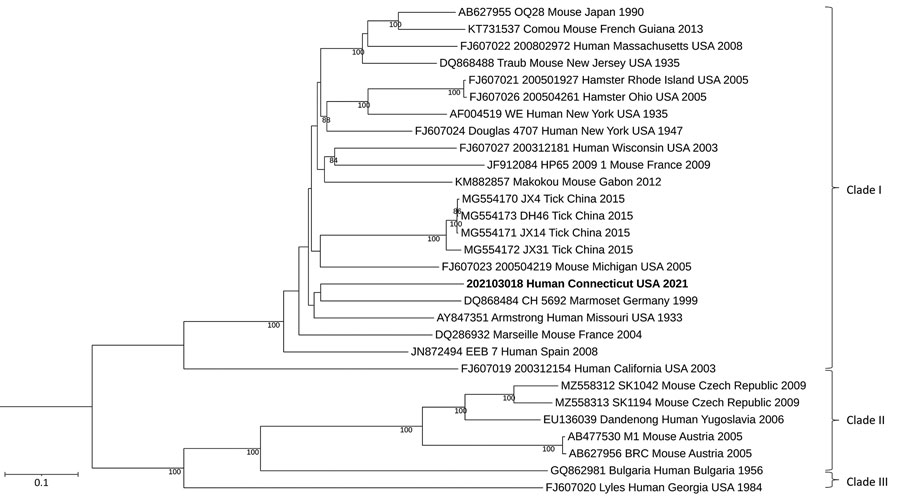 AB627955 OQ28 Mouse Japan 1990
100
KT731537 Comou Mouse French Guiana 2013
FJ607022 200802972 Human Massachusetts USA 2008
100
DQ868488 Traub Mouse New Jersey USA 1935
FJ607021 200501927 Hamster Rhode Island USA 2005
100
FJ607026 200504261 Hamster Ohio USA 2005
100
AF004519 WE Human New York USA 1935
88
FJ607024 Douglas 4707 Human New York USA 1947
FJ607027 200312181 Human Wisconsin USA 2003
84
JF912084 HP65 2009 1 Mouse France 2009
KM882857 Makokou Mouse Gabon 2012
Clade I
MG554170 JX4 Tick China 2015
86
MG554173 DH46 Tick China 2015
100
MG554171 JX14 Tick China 2015
100
MG554172 JX31 Tick China 2015
FJ607023 200504219 Mouse Michigan USA 2005
202103018 Human Connecticut USA 2021
DQ868484 CH 5692 Marmoset Germany 1999
AY847351 Armstrong Human Missouri USA 1933
100
DQ286932 Marseille Mouse France 2004
JN872494 EEB 7 Human Spain 2008
FJ607019 200312154 Human California USA 2003
MZ558312 SK1042 Mouse Czech Republic 2009
100
MZ558313 SK1194 Mouse Czech Republic 2009
100
EU136039 Dandenong Human Yugoslavia 2006
Clade II
100
AB477530 M1 Mouse Austria 2005
100
AB627956 BRC Mouse Austria 2005
100
GQ862981 Bulgaria Human Bulgaria 1956
100
FJ607020 Lyles Human Georgia USA 1984
Clade III
0.1